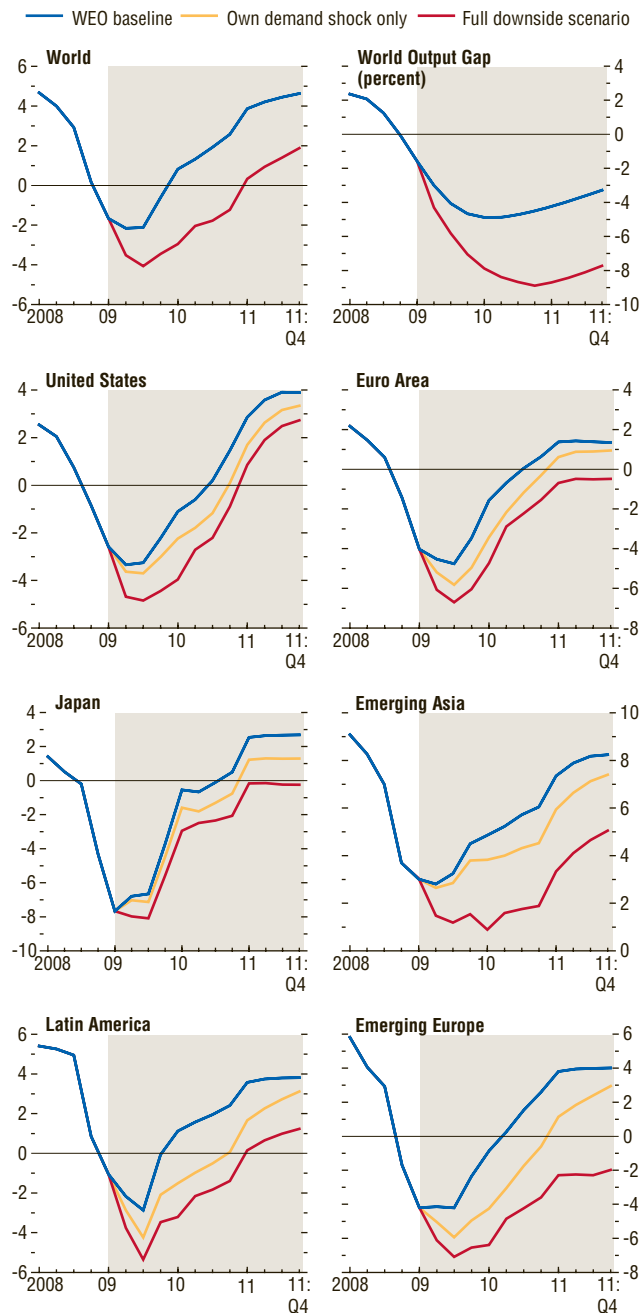 WEO baseline Own demand shock only Full downside scenario
World
6
4
2
0
-2
-4
-6
2008 09 10 11 11:
Q4
World Output Gap
(percent)
4
2
0
-2
-4
-6
-8
-10
2008 09 10 11 11:
Q4
United States
4
2
0
-2
-4
-6
2008 09 10 11 11:
Q4
Euro Area
4
2
0
-2
-4
-6
-8
2008 09 10 11 11:
Q4
Japan
4
2
0
-2
-4
-6
-8
-10
2008 09 10 11 11:
Q4
Emerging Asia
10
8
6
4
2
0
2008 09 10 11 11:
Q4
Latin America
6
4
2
0
-2
-4
-6
2008 09 10 11 11:
Q4
Emerging Europe
6
4
2
0
-2
-4
-6
-8
2008 09 10 11 11:
Q4